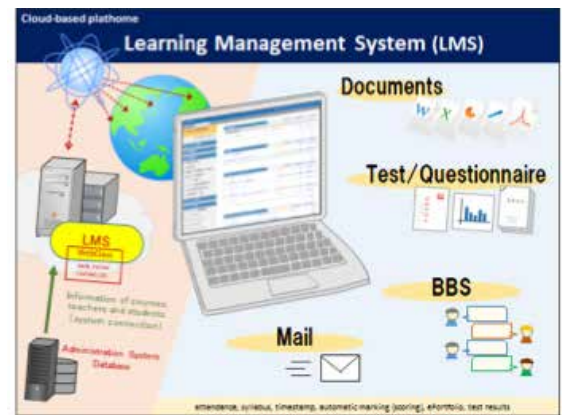 Cloud-based plathome
Learning Management System (LMS)
Documents
Test/Questionnaire
LMS
WebClass
Information of courses,
teachers and students
(system connection)
BBS
Mail
Administration System
Database
attendance, syllabus, timestamp, automatic marking (scoring), ePortfolio, test results